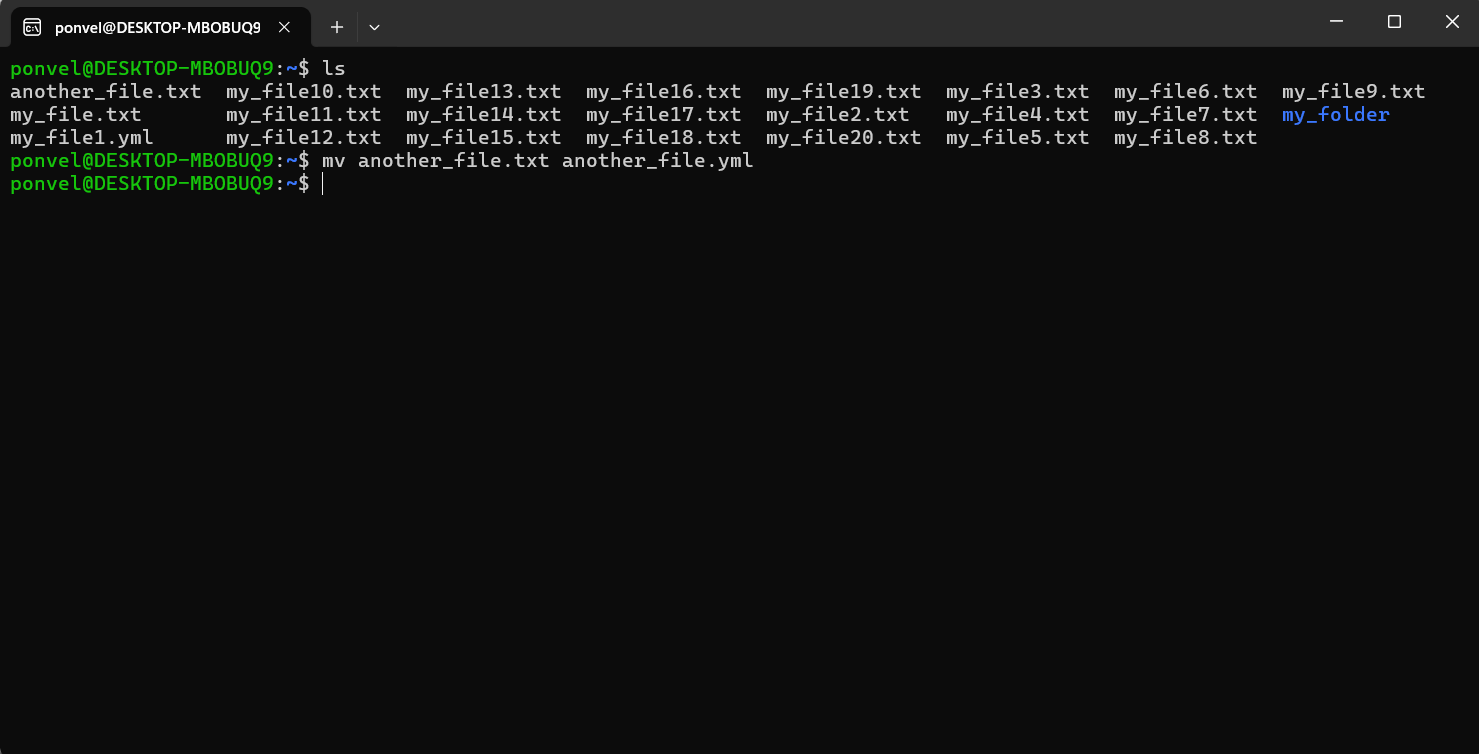 ponvel@DESKTOP-MBOBUQ9
ponvel@DESKTOP-MBOBUQ9:~$ ls
another_file.txt  my_file10.txt  my_file13.txt  my_file16.txt  my_file19.txt  my_file3.txt  my_file6.txt  my_file9.txt
my_file.txt       my_file11.txt  my_file14.txt  my_file17.txt  my_file2.txt   my_file4.txt  my_file7.txt  my_folder
my_file1.yml      my_file12.txt  my_file15.txt  my_file18.txt  my_file20.txt  my_file5.txt  my_file8.txt
ponvel@DESKTOP-MBOBUQ9:~$ mv another_file.txt another_file.yml
ponvel@DESKTOP-MBOBUQ9:~$